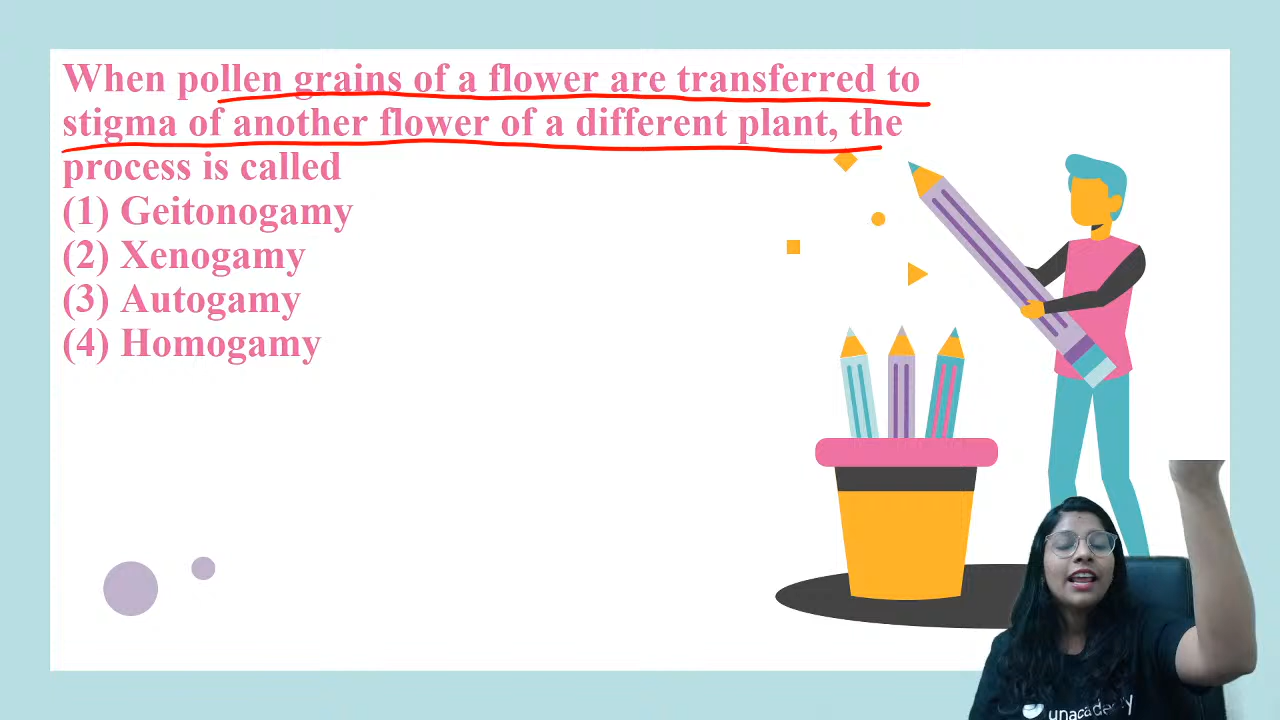 When pollen grains of a flower are transferred to
stigma of another flower of a different plant, the
process is called
(1) Geitonogamy
(2) Xenogamy
(3) Autogamy
(4) Homogamy
unacademy